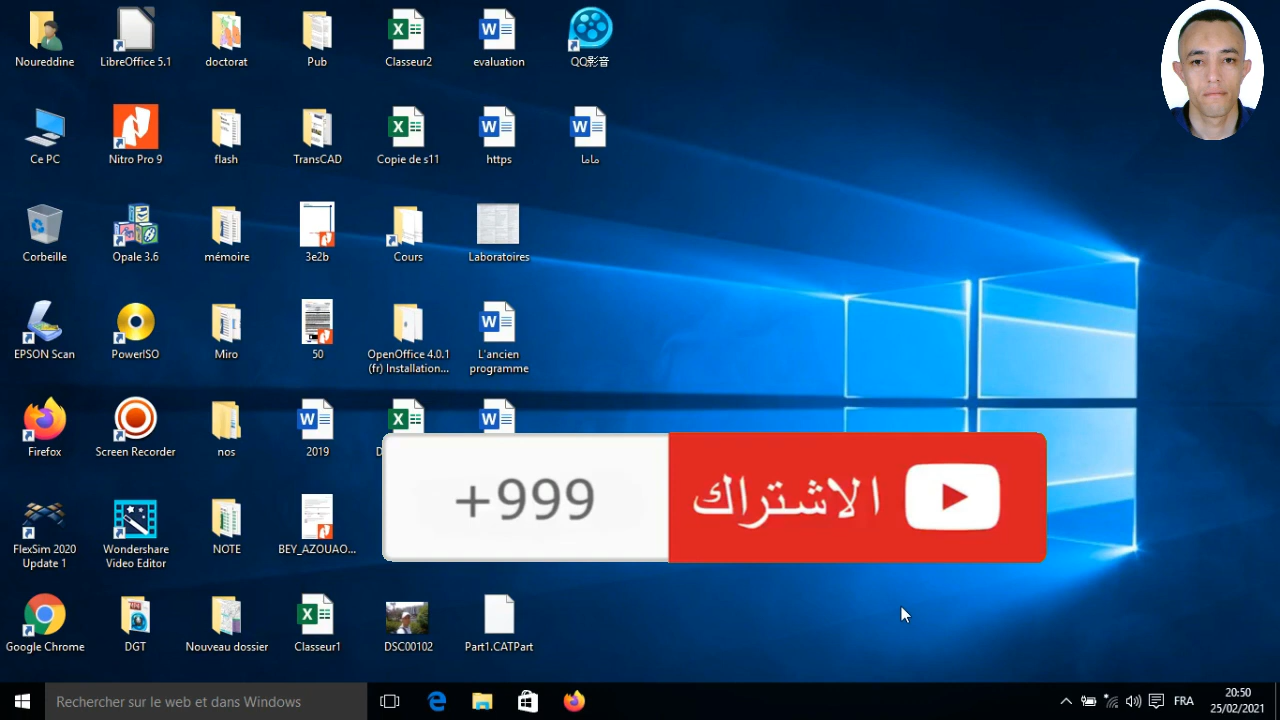 Noureddine
LibreOffice 5.1
doctorat
Pub
Classeur2
evaluation
QQ影音
Ce PC
Nitro Pro 9
flash
TransCAD
Copie de s11
https
ماما
Corbeille
Opale 3.6
mémoire
3e2b
Cours
Laboratoires
EPSON Scan
PowerISO
Miro
50
OpenOffice 4.0.1
(fr) Installation...
L'ancien
programme
Firefox
Screen Recorder
nos
2019
+999
الاشتراك
FlexSim 2020
Update 1
Wondershare
Video Editor
NOTE
BEY_AZOUAO...
Google Chrome
DGT
Nouveau dossier
Classeur1
DSC00102
Part1.CATPart
Rechercher sur le web et dans Windows
FRA
20:50
25/02/2021